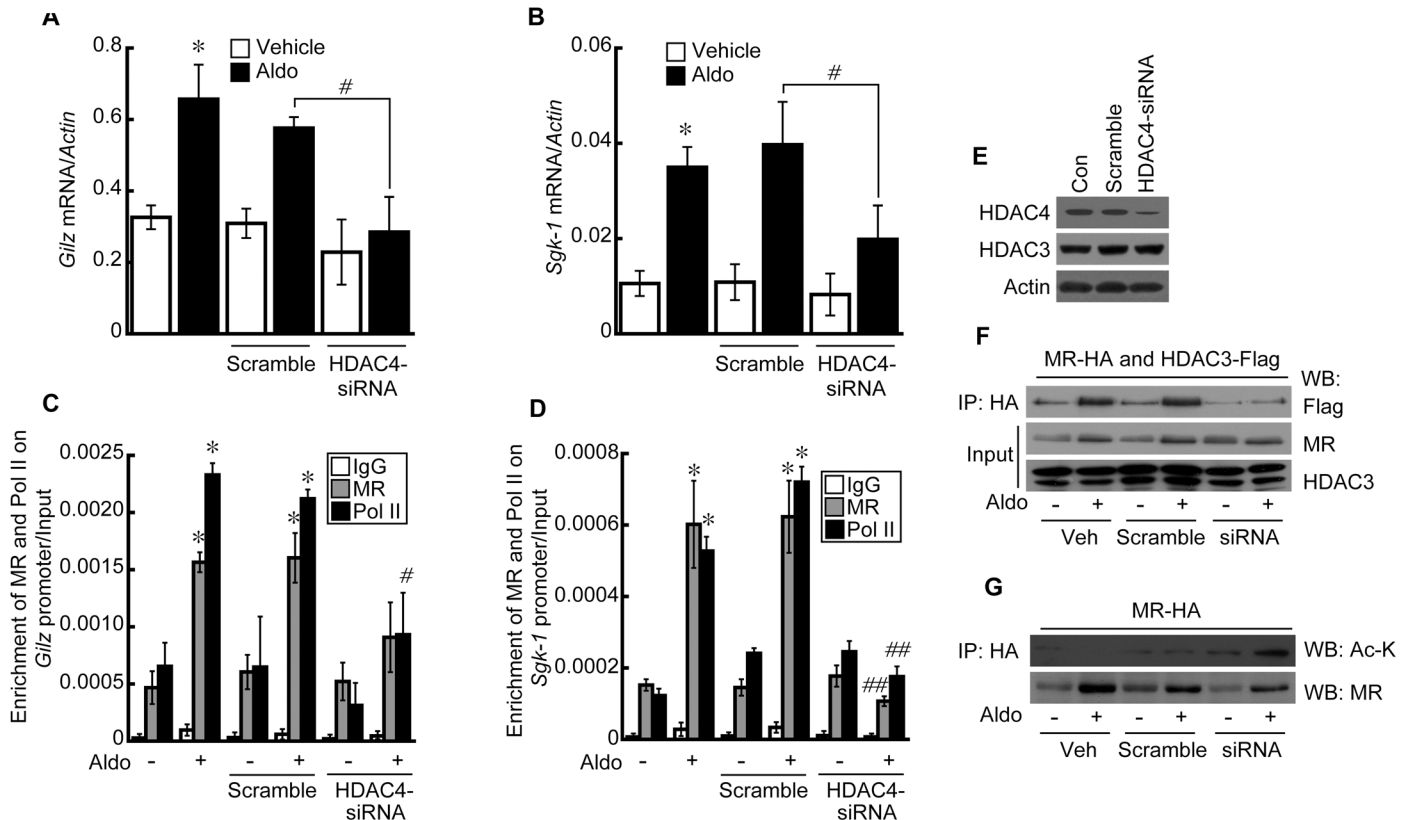 A
0.8
0.6
0.4
0.2
0
Gilz mRNA/Actin
*
Vehicle
Aldo
#
Scramble
HDAC4-
siRNA
B
0.06
0.04
0.02
0
Sgk-1 mRNA/Actin
*
Vehicle
Aldo
#
Scramble
HDAC4-
siRNA
C
Enrichment of MR and Pol II on
Gilz promoter/Input
0.0025
0.0020
0.0015
0.0010
0.0005
0
* * * *
#
IgG
MR
Pol II
Aldo - + - + - +
Scramble
HDAC4-
siRNA
D
Enrichment of MR and Pol II on
Sgk-1 promoter/Input
0.0008
0.0006
0.0004
0.0002
0
* * * *
## ##
IgG
MR
Pol II
Aldo - + - + - +
Scramble
HDAC4-
siRNA
E
Con
Scramble
HDAC4-siRNA
HDAC4
HDAC3
Actin
F
MR-HA and HDAC3-Flag
WB:
IP: HA
Flag
Input
MR
HDAC3
Aldo - + - + - +
Veh Scramble siRNA
G
MR-HA
IP: HA
WB: Ac-K
WB: MR
Aldo - + - + - +
Veh Scramble siRNA